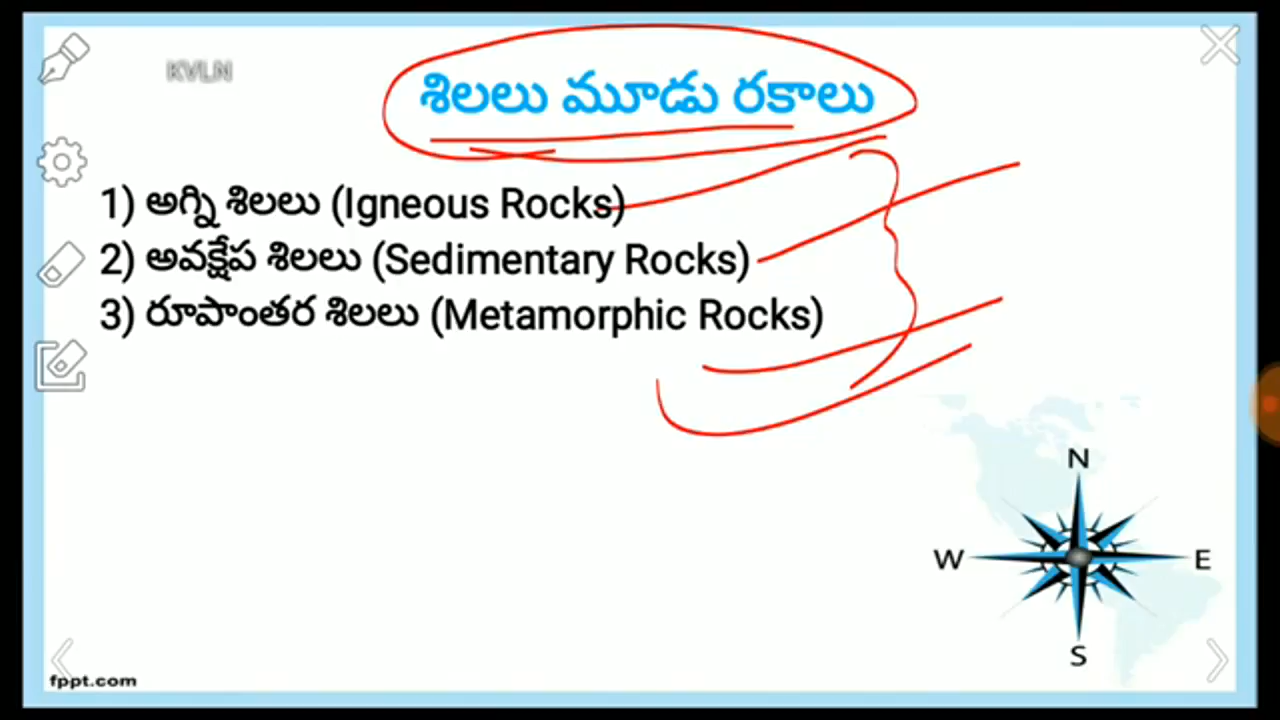 KVLN
శిలలు మూడు రకాలు
1) అగ్ని శిలలు (Igneous Rocks)
2) అవక్షేప శిలలు (Sedimentary Rocks)
3) రూపాంతర శిలలు (Metamorphic Rocks)
N
W E
S
fppt.com